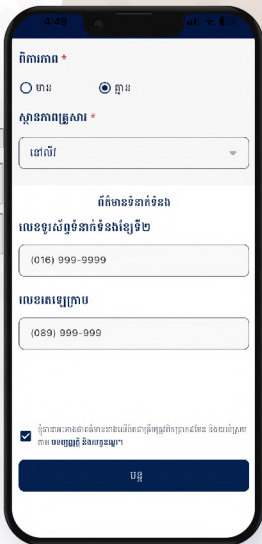 4:49
ពិការភាព *
មាន
គ្មាន
ស្ថានភាពគ្រួសារ *
នៅលីវ
ព័ត៌មានទំនាក់ទំនង
លេខទូរស័ព្ទទំនាក់ទំនងខ្សែទី២
(016) 999-9999
លេខតេឡេក្រាម
(089) 999-999
បន្ត